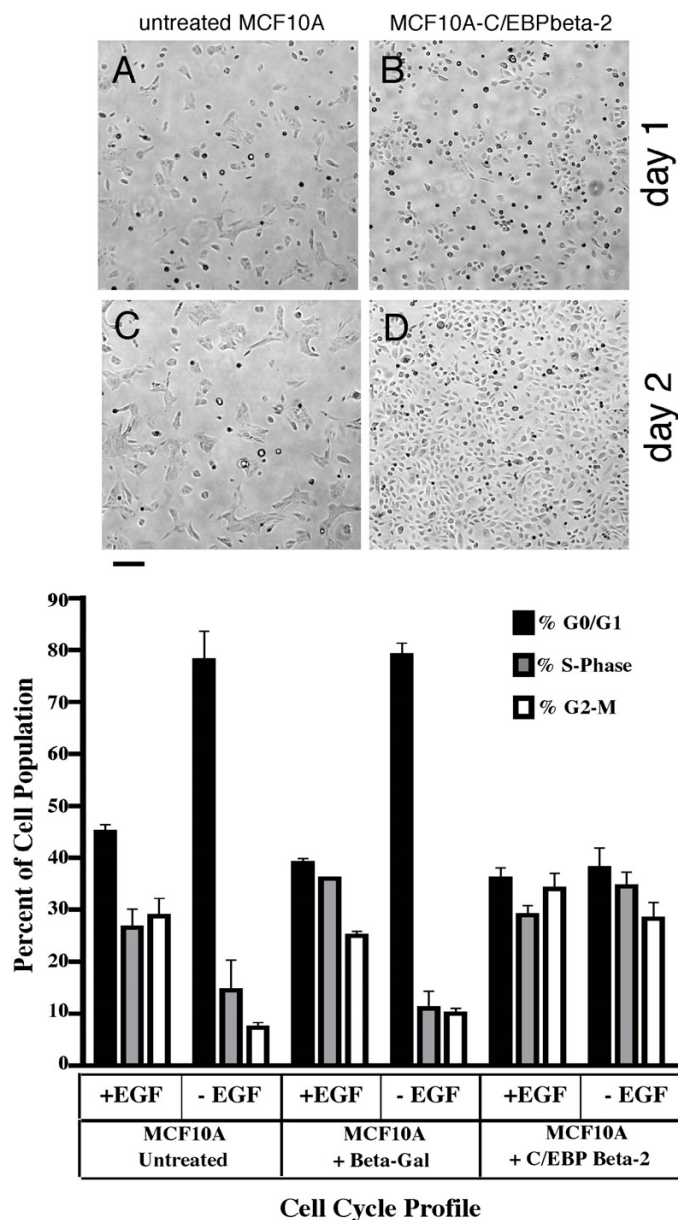 untreated MCF10A
MCF10A-C/EBPbeta-2
A
B
day 1
C
D
day 2
90
80
70
60
50
40
30
20
10
0
Percent of Cell Population
% G0/G1
% S-Phase
% G2-M
+EGF
- EGF
+EGF
- EGF
+EGF
- EGF
MCF10A
Untreated
MCF10A
+ Beta-Gal
MCF10A
+ C/EBP Beta-2
Cell Cycle Profile